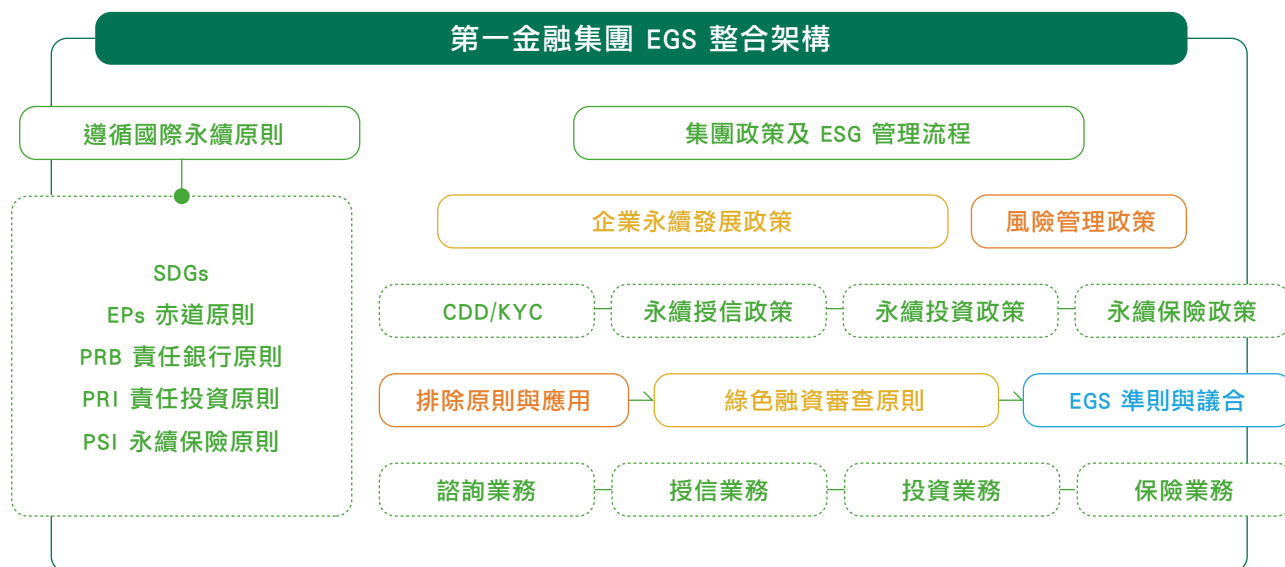 第一金融集團 EGS 整合架構
遵循國際永續原則
SDGs
EPs 赤道原則
PRB 責任銀行原則
PRI 責任投資原則
PSI 永續保險原則
集團政策及 ESG 管理流程
企業永續發展政策
風險管理政策
CDD/KYC
永續授信政策
永續投資政策
永續保險政策
排除原則與應用
綠色融資審查原則
EGS 準則與議合
諮詢業務
授信業務
投資業務
保險業務